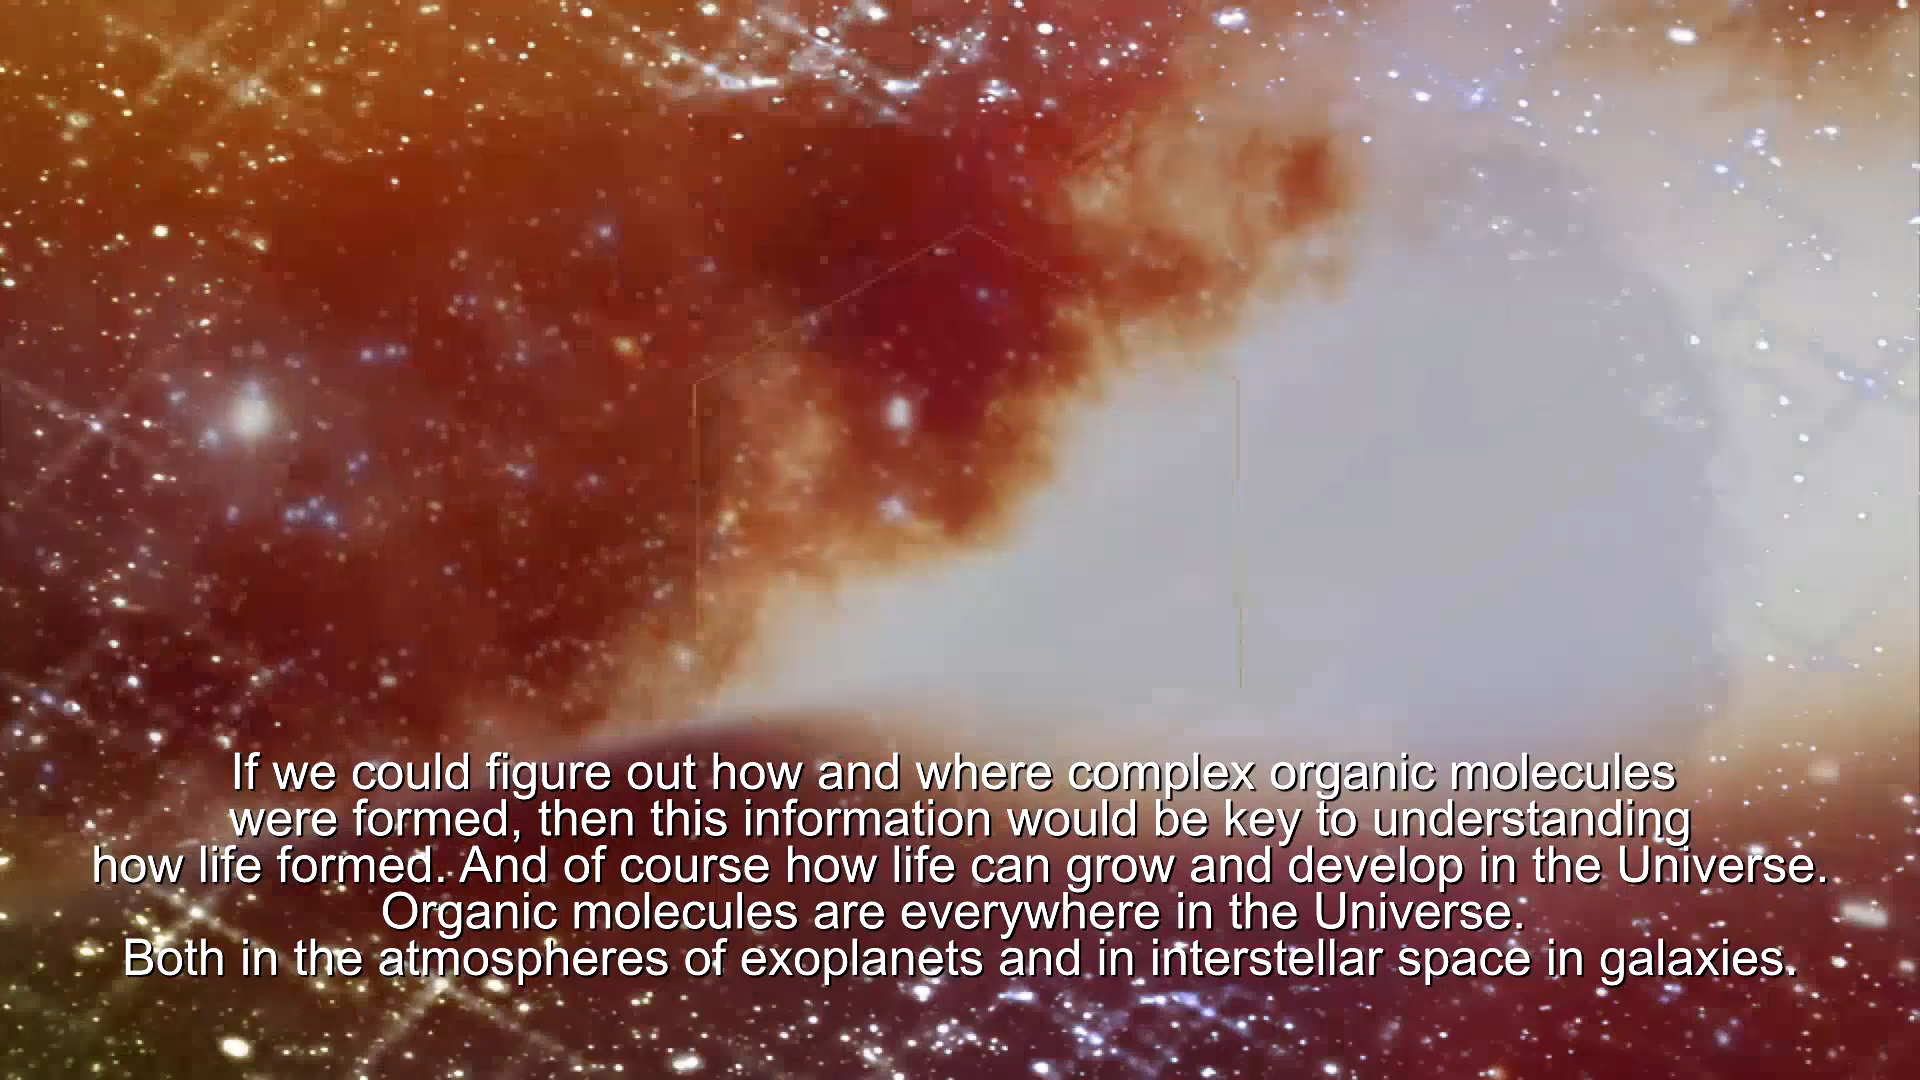 If we could figure out how and where complex organic molecules
were formed, then this information would be key to understanding
how life formed. And of course how life can grow and develop in the Universe.
Organic molecules are everywhere in the Universe.
Both in the atmospheres of exoplanets and in interstellar space in galaxies.